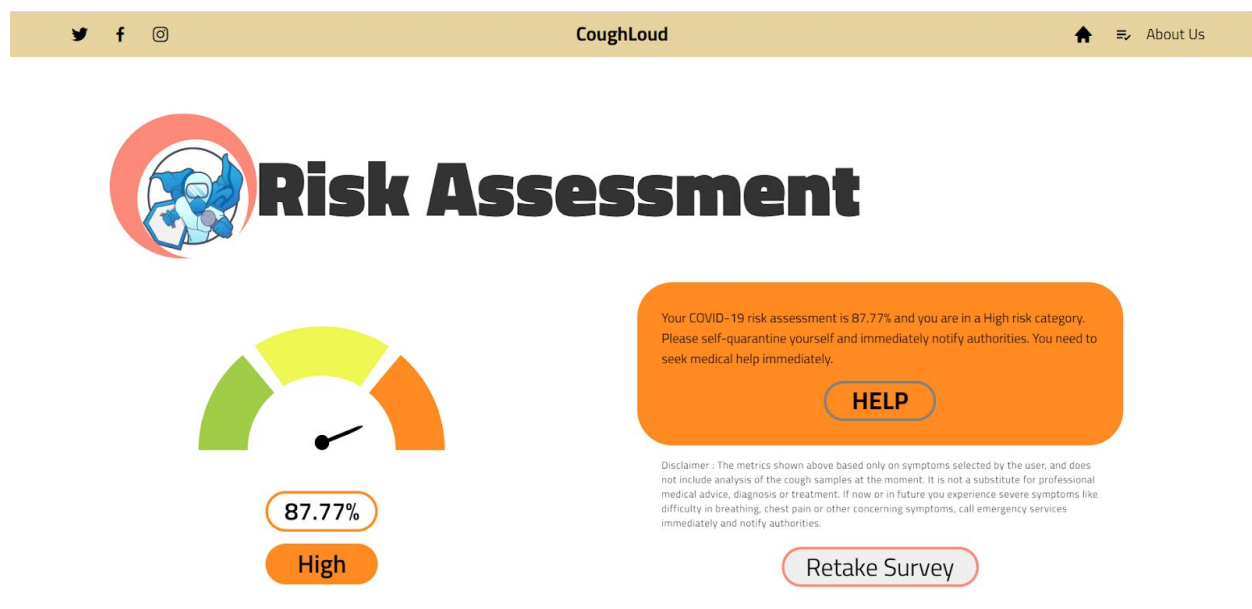 CoughLoud
About Us
Risk Assessment
Your COVID-19 risk assessment is 87.77% and you are in a High risk category.
Please self-quarantine yourself and immediately notify authorities. You need to
seek medical help immediately.
HELP
Disclaimer : The metrics shown above based only on symptoms selected by the user, and does
not include analysis of the cough samples at the moment. It is not a substitute for professional
medical advice, diagnosis or treatment. If now or in future you experience severe symptoms like
difficulty in breathing, chest pain or other concerning symptoms, call emergency services
immediately and notify authorities.
87.77%
High
Retake Survey